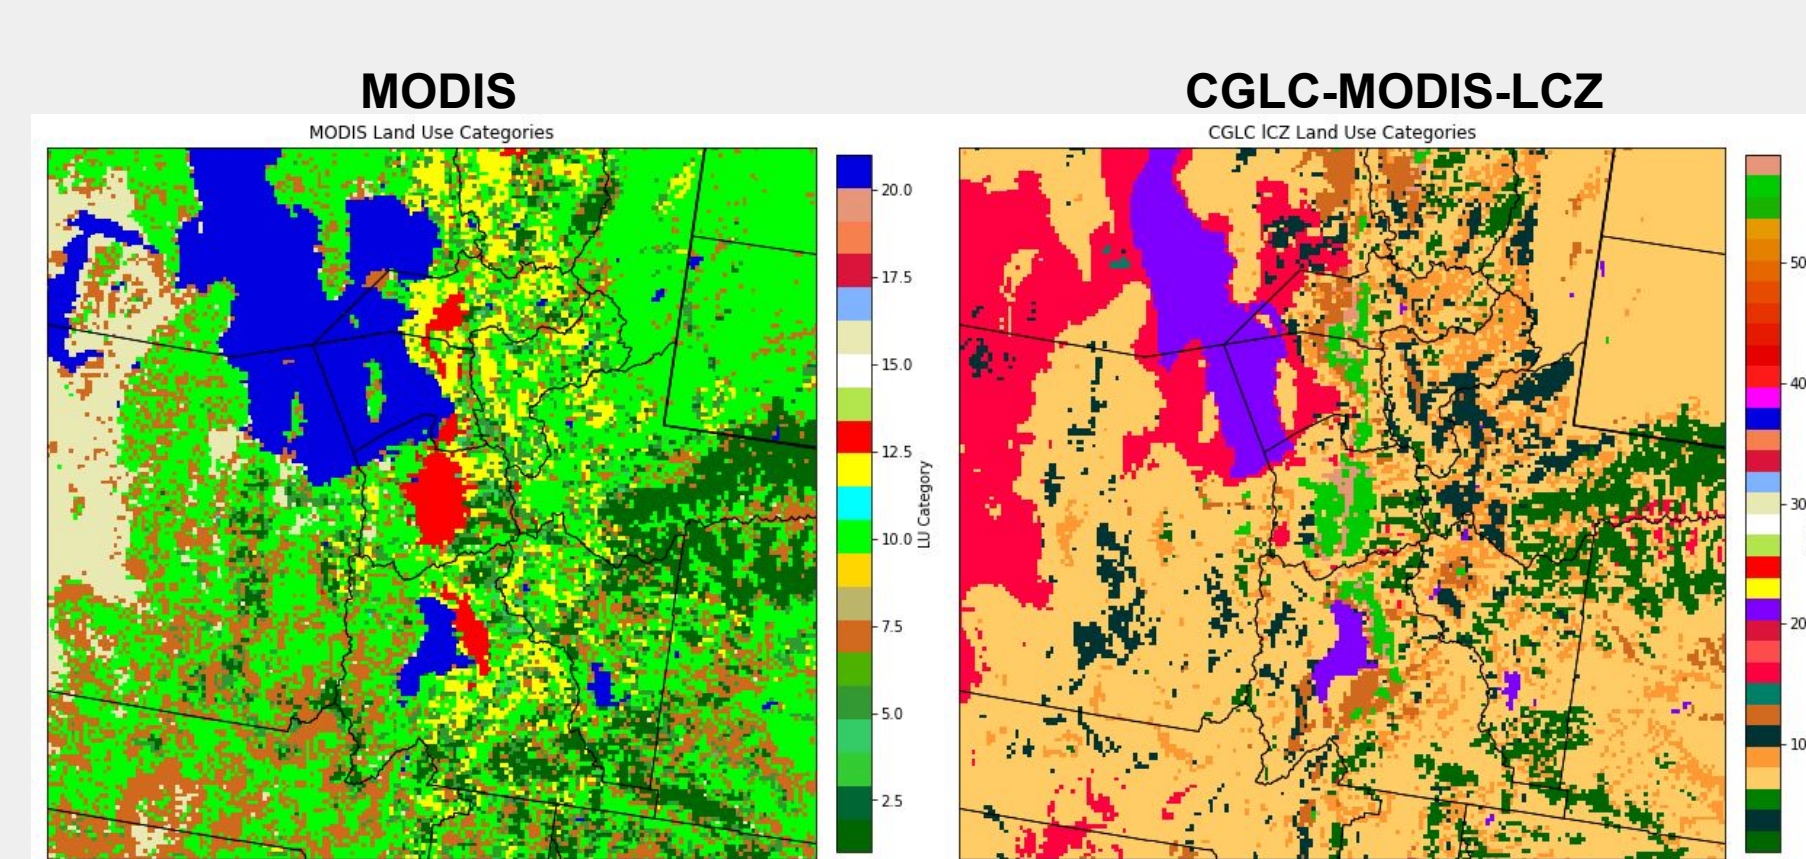 MODIS
CGLC-MODIS-LCZ
MODIS Land Use Categories
CGLC lCZ Land Use Categories
20.0
17.5
15.0
12.5
10.0
7.5
5.0
2.5
LU Category
50
40
30
20
10